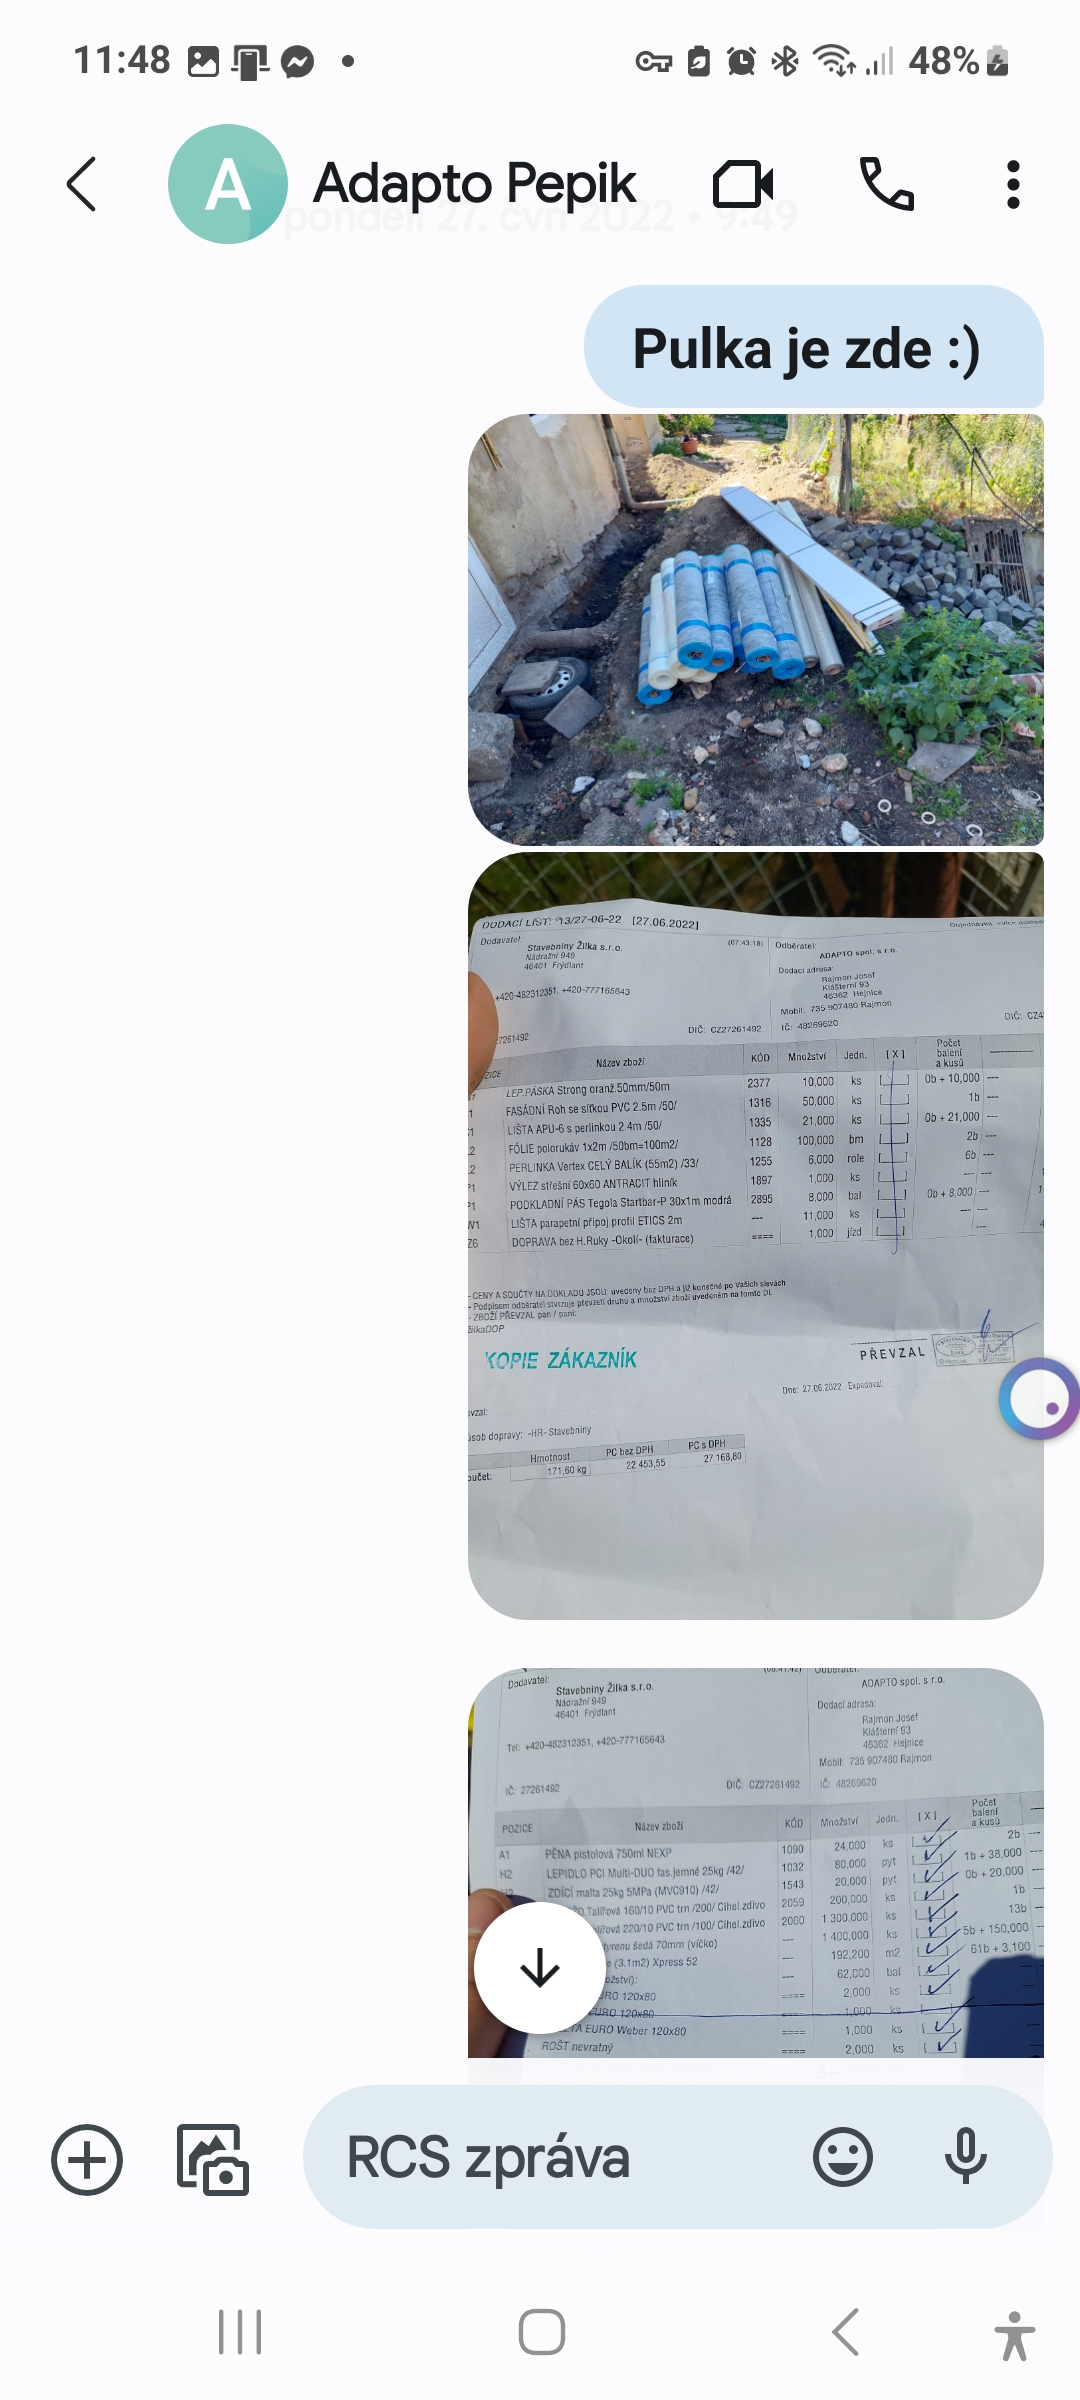 11:48
48%
A
Adapto Pepik
pondělí 27. čvn 2022 • 9:49
Pulka je zde :)
DODACÍ LIST: 13/27-06-22 [27.06.2022]
Dodavatel:
Stavebniny Žilka s.r.o.
Nádražní 949
46401 Frýdlant
(07:43:18)
Odběratel:
ADAPTO spol. s r.o.
Dodací adresa:
Rajmon Josef
Klášterní 93
46362 Hejnice
Mobil: 735 907480 Rajmon
+420-482312351, +420-777165643
27261492
DIČ: CZ27261492
IČ: 48269620
DIČ: CZ4
ZICE Název zboží KÓD Množství Jedn. [X] Počet balení a kusů
LEP.PÁSKA Strong oranž.50mm/50m 2377 10,000 ks 0b + 10,000 ---
FASÁDNÍ Roh se síťkou PVC 2.5m /50/ 1316 50,000 ks 1b
LIŠTA APU-6 s perlinkou 2.4m /50/ 1335 21,000 ks 0b + 21,000 ---
FÓLIE polorukáv 1x2m /50bm=100m2/ 1128 100,000 bm 2b ---
PERLINKA Vertex CELÝ BALÍK (55m2) /33/ 1255 6,000 role 6b ---
VÝLEZ střešní 60x60 ANTRACIT hliník 1897 1,000 ks --- ---
PODKLADNÍ PÁS Tegola Startbar-P 30x1m modrá 2895 8,000 bal 0b + 8,000 ---
LIŠTA parapetní připoj.profil ETICS 2m --- 11,000 ks --- ---
Z6 DOPRAVA bez H.Ruky -Okolí- (fakturace) ==== 1,000 jízd ---
- CENY A SOUČTY NA DOKLADU JSOU: uvedeny bez DPH a již konečné po Vašich slevách
- Podpisem odběratel stvrzuje převzetí druhu a množství zboží uvedeném na tomto DL
- ZBOŽÍ PŘEVZAL pan / paní:
žilkaDOP
KOPIE ZÁKAZNÍK
PŘEVZAL
Dne: 27.06.2022 Expedoval:
evzal:
ůsob dopravy: -HR- Stavebniny
Hmotnost PC bez DPH PC s DPH
oučet: 171,60 kg 22 453,55 27 168,80
Dodavatel:
Stavebniny Žilka s.r.o.
Nádražní 949
46401 Frýdlant
(08:41:42)
Odběratel:
ADAPTO spol. s r.o.
Dodací adresa:
Rajmon Josef
Klášterní 93
46362 Hejnice
Mobil: 735 907480 Rajmon
Tel: +420-482312351, +420-777165643
IČ: 27261492
DIČ: CZ27261492
IČ: 48269620
POZICE Název zboží KÓD Množství Jedn. [X] Počet balení a kusů
A1 PĚNA pistolová 750ml NEXP 1090 24,000 ks 2b ---
H2 LEPIDLO PCI Multi-DUO fas.jemné 25kg /42/ 1032 80,000 pyt 1b + 38,000 ---
H2 ZDÍCÍ malta 25kg 5MPa (MVC910) /42/ 1543 20,000 pyt 0b + 20,000 ---
Talířová 160/10 PVC trn /200/ Cihel.zdivo 2059 200,000 ks 1b ---
alířová 220/10 PVC trn /100/ Cihel.zdivo 2060 1 300,000 ks 13b ---
tyrenu šedá 70mm (víčko) --- 1 400,000 ks 5b + 150,000 ---
e (3.1m2) Xpress 52 192,200 m2 61b + 3,100
ožství): --- 62,000 bal
URO 120x80 ==== 2,000 ks
EURO 120x80 ==== 1,000 ks
TA EURO Weber 120x80 ==== 1,000 ks
ROŠT nevratný ==== 2,000 ks
RCS zpráva